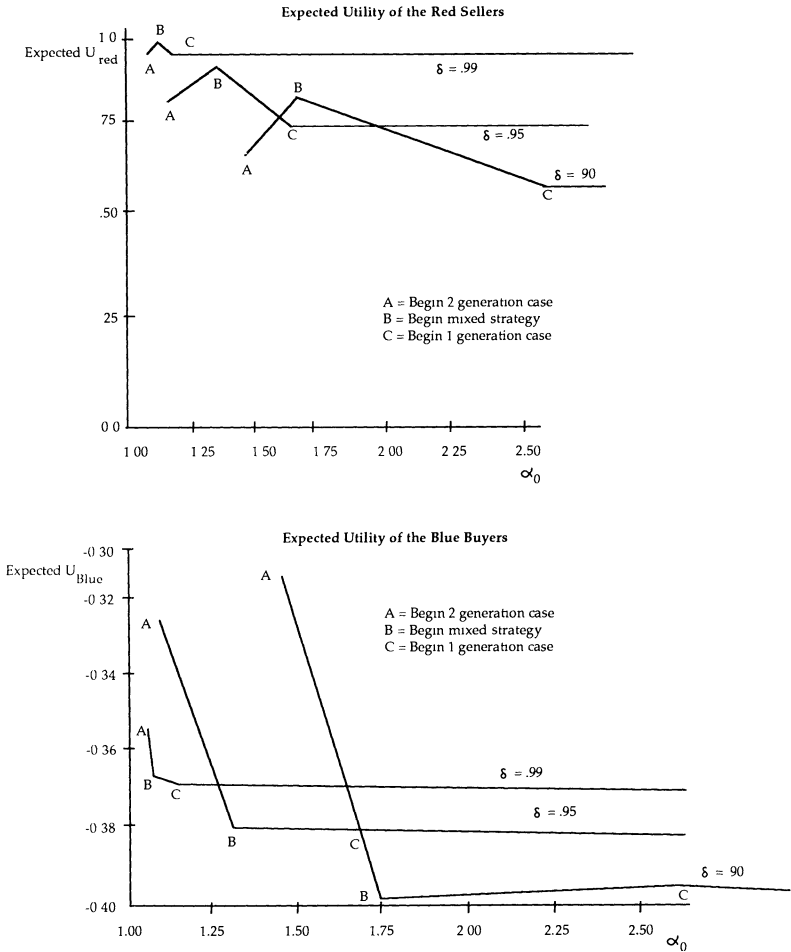 Expected Utility of the Red Sellers
1 0
Expected U red
B
C
A
δ = .99
B
A
B
75
C
δ = .95
A
δ = 90
C
.50
A = Begin 2 generation case
B = Begin mixed strategy
C = Begin 1 generation case
25
0 0
1 00 1 25 1 50 1 75 2 00 2 25 2.50
α0
Expected Utility of the Blue Buyers
-0 30
Expected U Blue
A
-0 32
A = Begin 2 generation case
B = Begin mixed strategy
C = Begin 1 generation case
A
-0 34
A
-0 36
δ = .99
B
C
δ = .95
-0 38
B
C
δ = 90
B
C
-0 40
1.00 1.25 1.50 1.75 2 00 2.25 2.50
α0